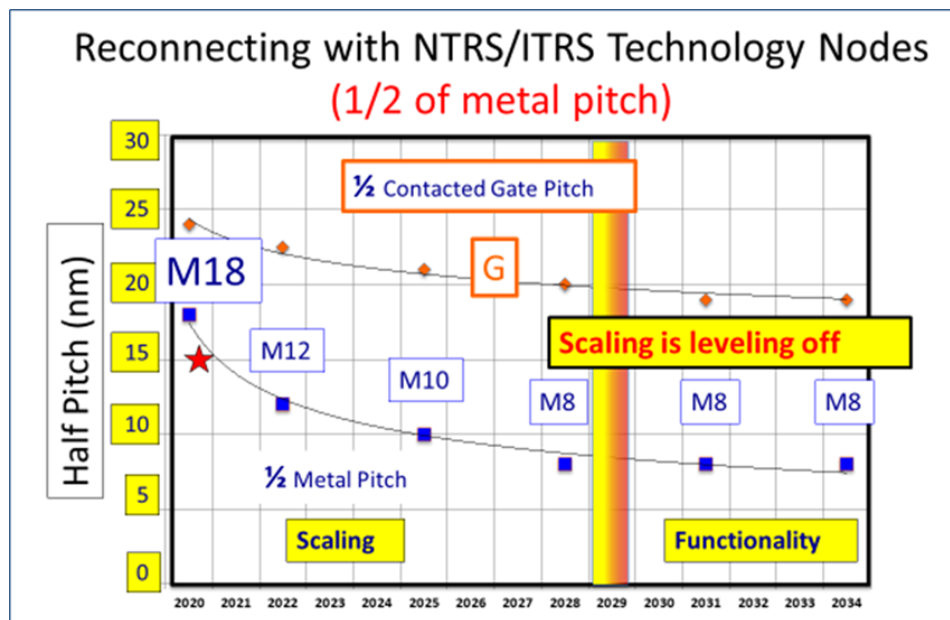 Reconnecting with NTRS/ITRS Technology Nodes
(1/2 of metal pitch)
Half Pitch (nm)
30
25
20
15
10
5
0
½ Contacted Gate Pitch
M18
G
Scaling is leveling off
M12
M10
M8
M8
M8
½ Metal Pitch
Scaling
Functionality
2020 2021 2022 2023 2024 2025 2026 2027 2028 2029 2030 2031 2032 2033 2034